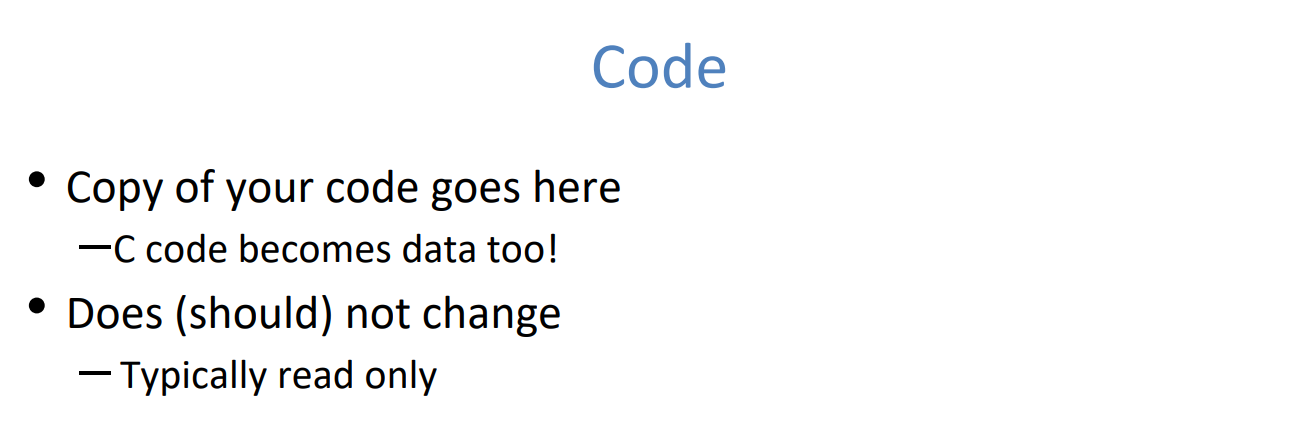 Code
• Copy of your code goes here
—C code becomes data too!
• Does (should) not change
— Typically read only